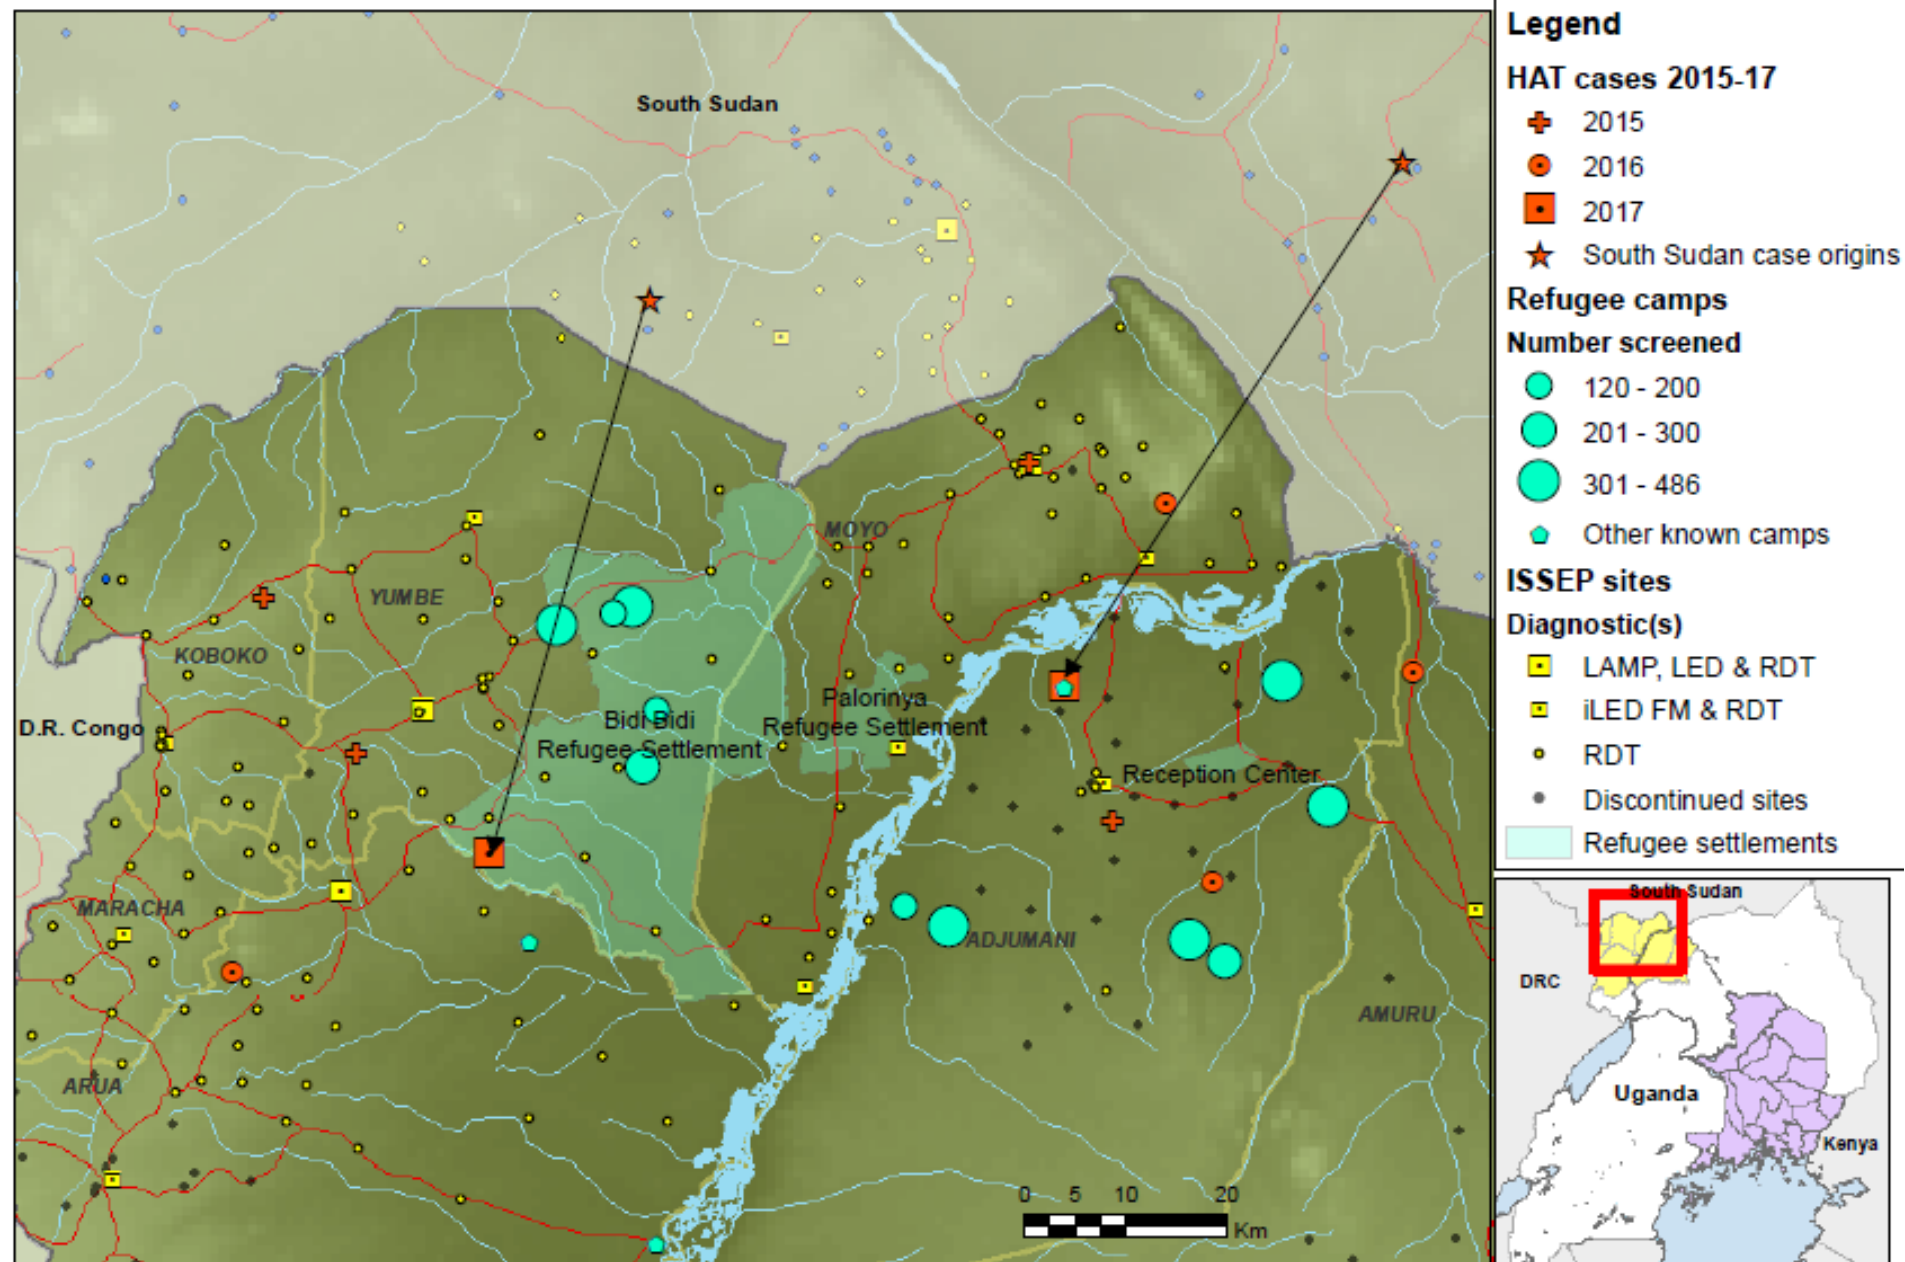 South Sudan
MOYO
YUMBE
KOBOKO
D.R. Congo
Palorinya
Refugee Settlement
Bidi Bidi
Refugee Settlement
Reception Center
MARACHA
ADJUMANI
AMURU
ARUA
0 5 10 20
Km
Legend
HAT cases 2015-17
2015
2016
2017
South Sudan case origins
Refugee camps
Number screened
120 - 200
201 - 300
301 - 486
Other known camps
ISSEP sites
Diagnostic(s)
LAMP, LED & RDT
iLED FM & RDT
RDT
Discontinued sites
Refugee settlements
South Sudan
DRC
Uganda
Kenya